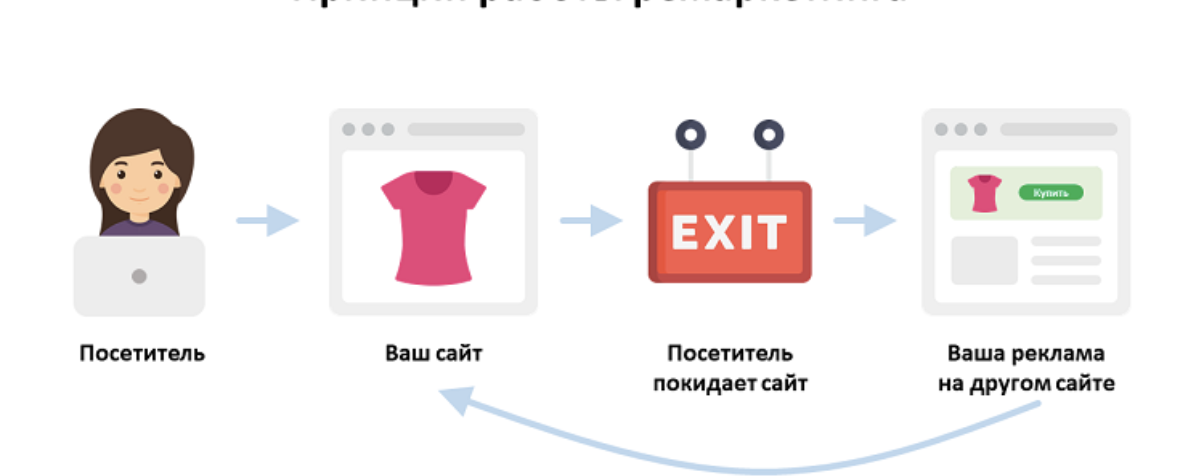 Посетитель
Ваш сайт
EXIT
Посетитель
покидает сайт
Купить
Ваша реклама
на другом сайте